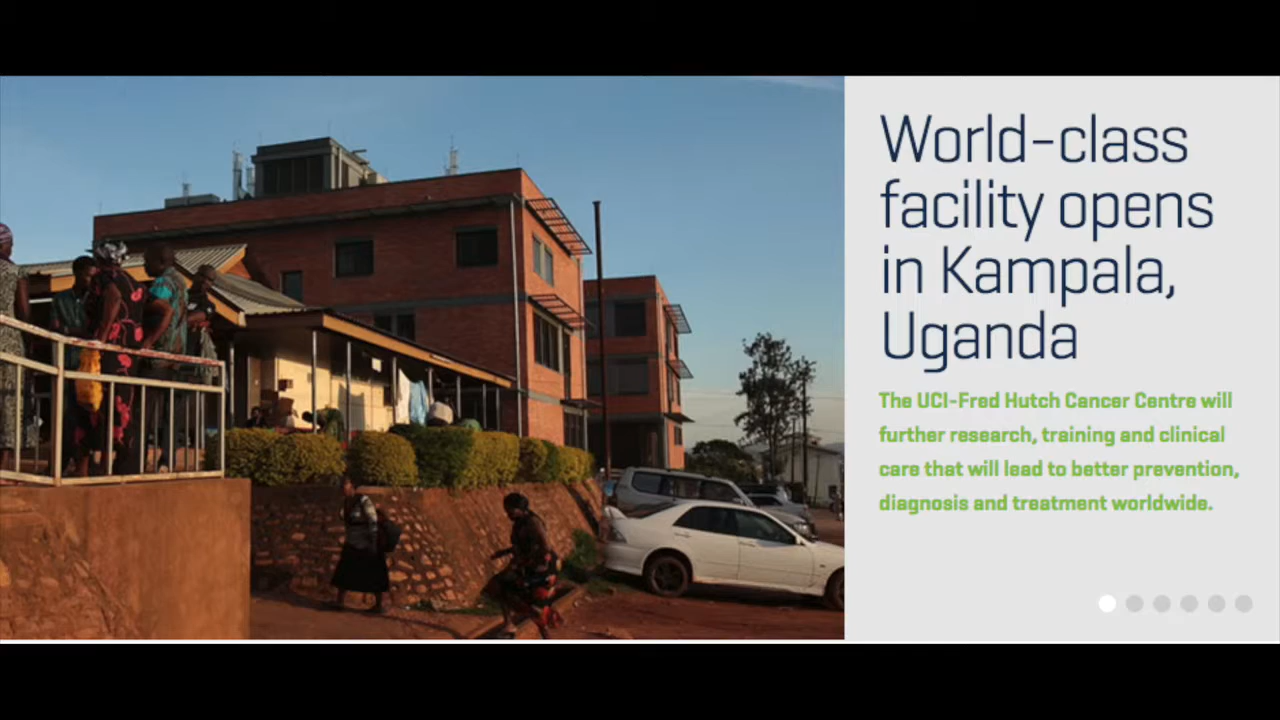 World-class
facility opens
in Kampala,
Uganda
The UCI-Fred Hutch Cancer Centre will
further research, training and clinical
care that will lead to better prevention,
diagnosis and treatment worldwide.